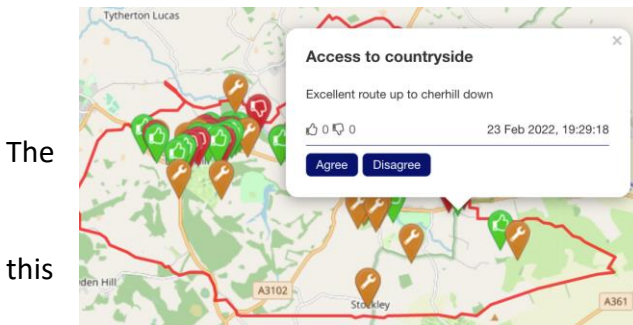 Tytherton Lucas
×
Access to countryside
Excellent route up to cherhill down
0 0 23 Feb 2022, 19:29:18
The
Agree Disagree
this
den Hill
A3102
Stockley
A361